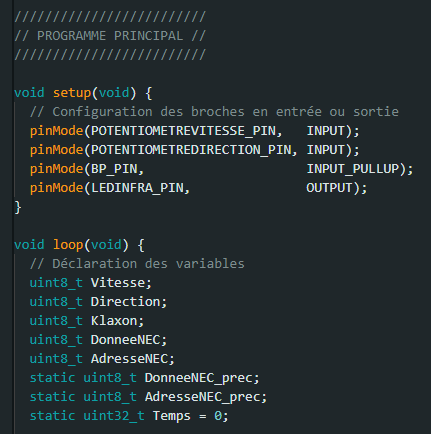 /////////////////////////
// PROGRAMME PRINCIPAL //
/////////////////////////
void setup(void) {
// Configuration des broches en entrée ou sortie
pinMode(POTENTIOMETREVITESSE_PIN, INPUT);
pinMode(POTENTIOMETREDIRECTION_PIN, INPUT);
pinMode(BP_PIN, INPUT_PULLUP);
pinMode(LEDINFRA_PIN, OUTPUT);
}
void loop(void) {
// Déclaration des variables
uint8_t Vitesse;
uint8_t Direction;
uint8_t Klaxon;
uint8_t DonneeNEC;
uint8_t AdresseNEC;
static uint8_t DonneeNEC_prec;
static uint8_t AdresseNEC_prec;
static uint32_t Temps = 0;